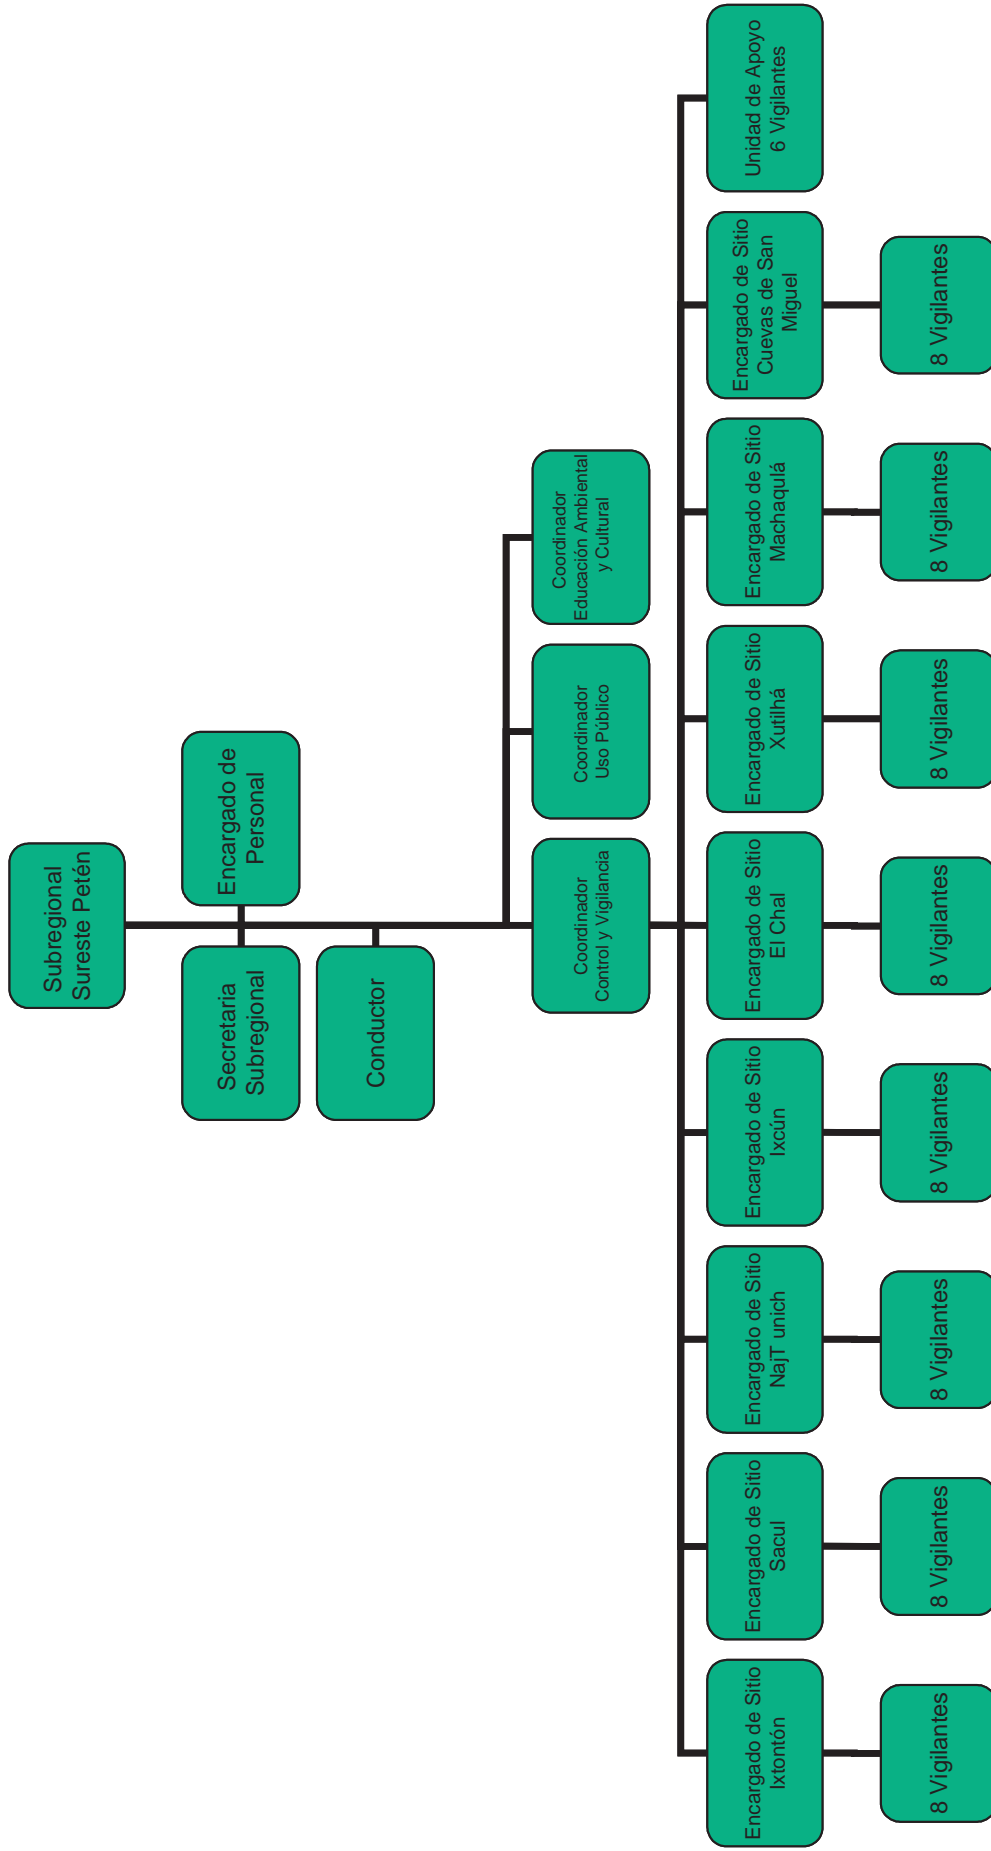 Subregional
Sureste Petén
Secretaria
Subregional
Encargado de
Personal
Conductor
Coordinador
Control y Vigilancia
Coordinador
Uso Público
Coordinador
Educación Ambiental
y Cultural
Encargado de Sitio
Ixtontón
Encargado de Sitio
Sacul
Encargado de Sitio
NajT unich
Encargado de Sitio
Ixcún
Encargado de Sitio
El Chal
Encargado de Sitio
Xutilhá
Encargado de Sitio
Machaqulá
Encargado de Sitio
Cuevas de San
Miguel
Unidad de Apoyo
6 Vigilantes
8 Vigilantes
8 Vigilantes
8 Vigilantes
8 Vigilantes
8 Vigilantes
8 Vigilantes
8 Vigilantes
8 Vigilantes